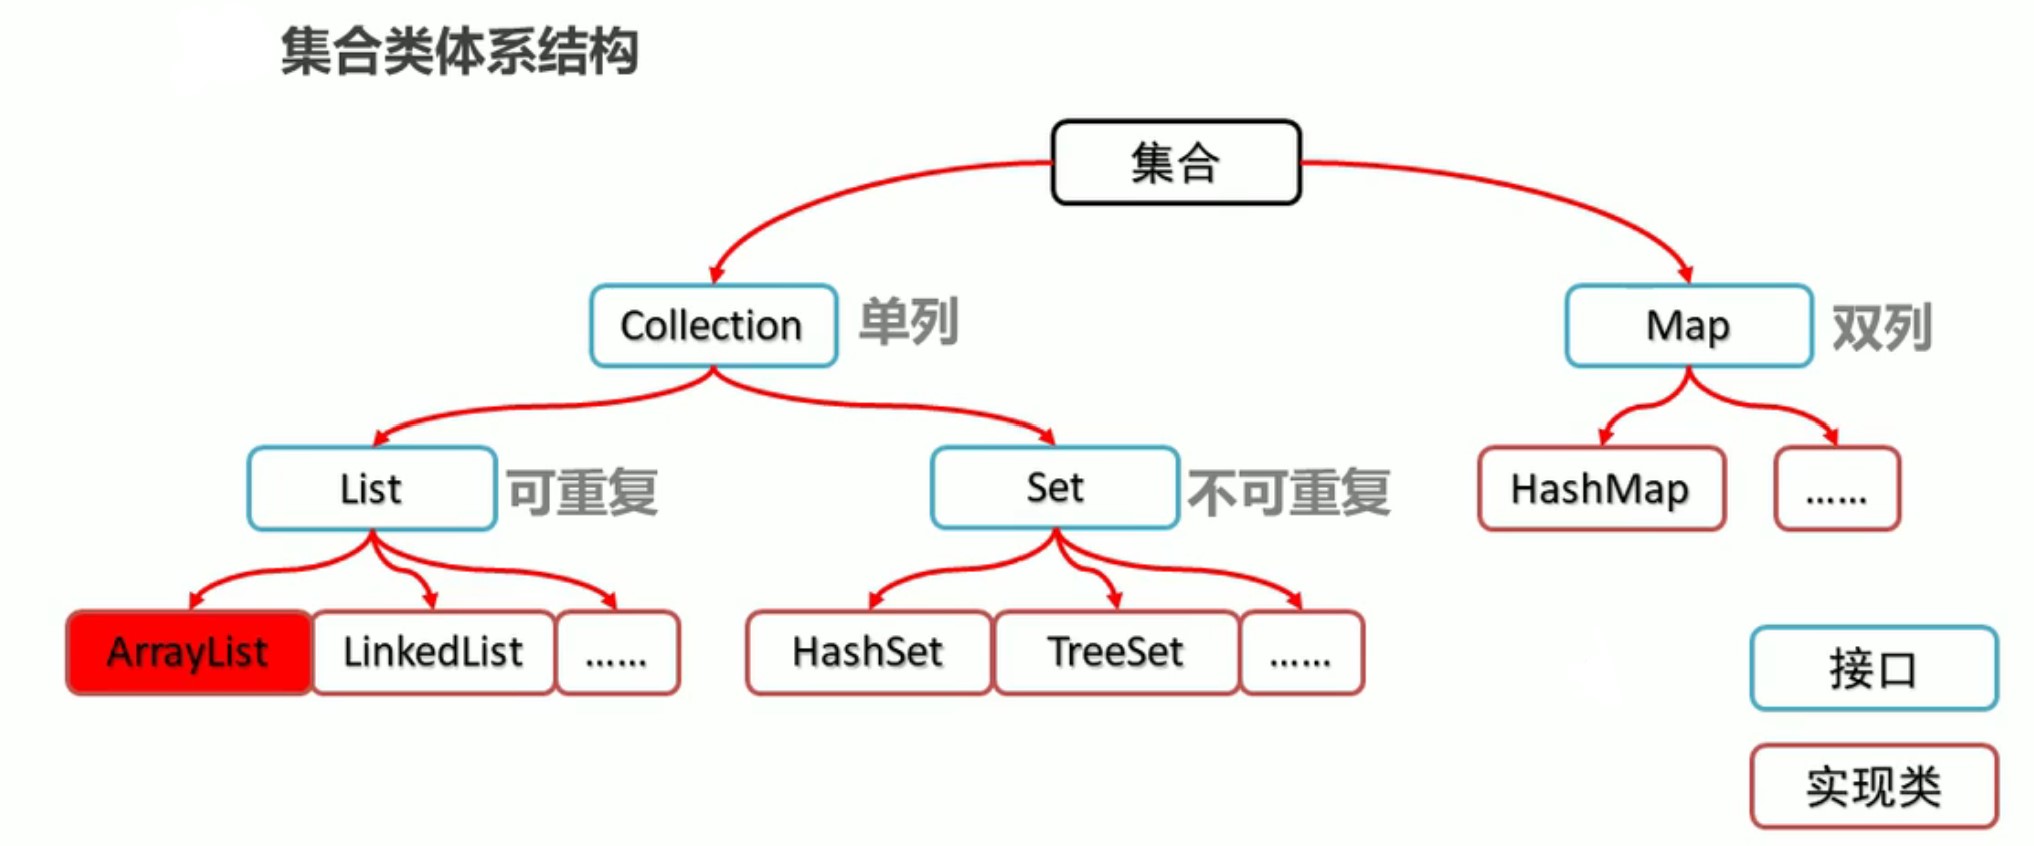 集合类体系结构
集合
Collection 单列
Map 双列
List 可重复
Set 不可重复
HashMap
......
ArrayList
LinkedList
......
HashSet
TreeSet
......
接口
实现类